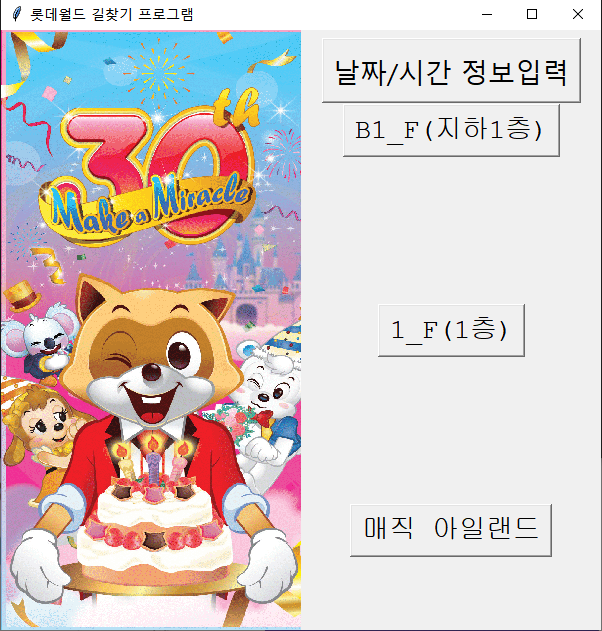 롯데월드 길찾기 프로그램
30th
Make a Miracle
날짜/시간 정보입력
B1_F(지하1층)
1_F(1층)
매직 아일랜드